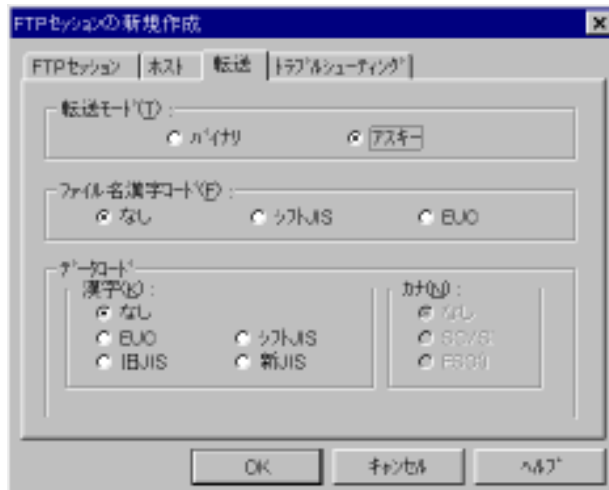 FTPセッションの新規作成
FTPセッション ホスト 転送 トラブルシューティング
転送モード(T) :
バイナリ アスキー
ファイル名漢字コード(F) :
なし シフトJIS EUC
データコード
漢字(K) : カナ(N) :
なし なし
EUC シフトJIS SO/SI
旧JIS 新JIS
OK キャンセル ヘルプ